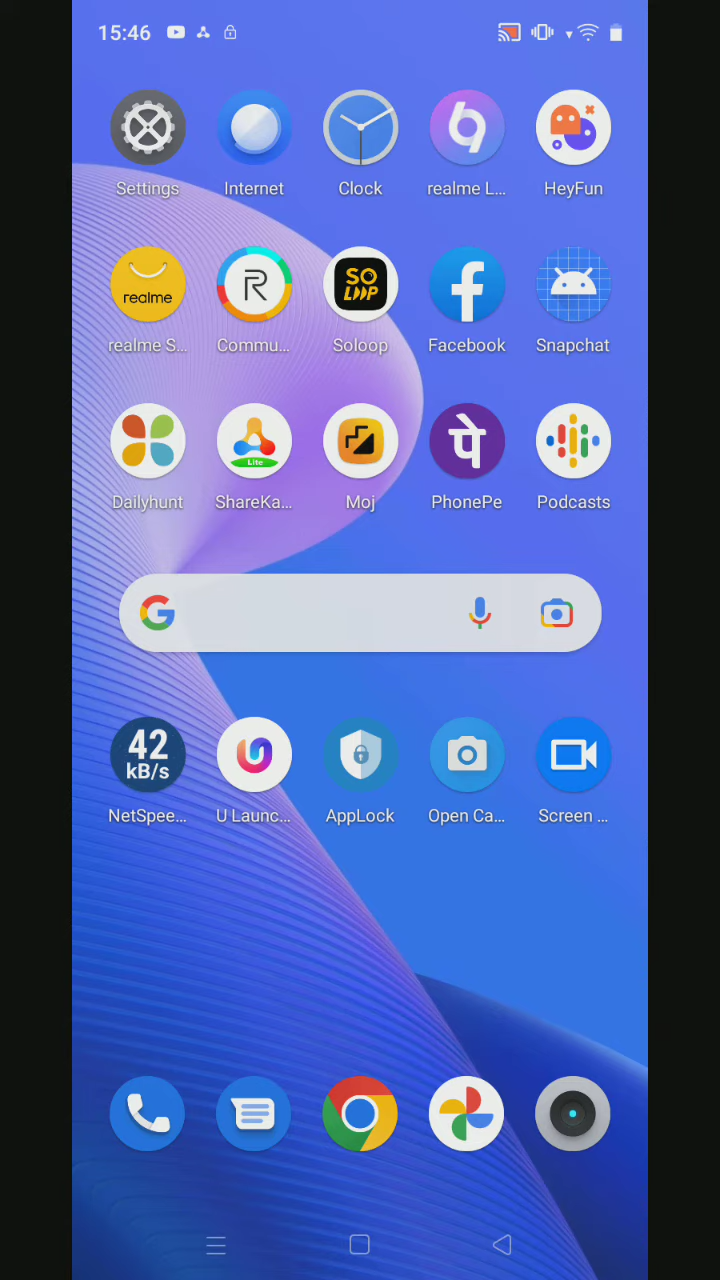 15:46
Settings Internet Clock realme L... HeyFun
realme
R
SO
LOOP
realme S... Commu... Soloop Facebook Snapchat
Lite
पे
Dailyhunt ShareKa... Moj PhonePe Podcasts
G
42
kB/s
NetSpee... U Launc... AppLock Open Ca... Screen ...